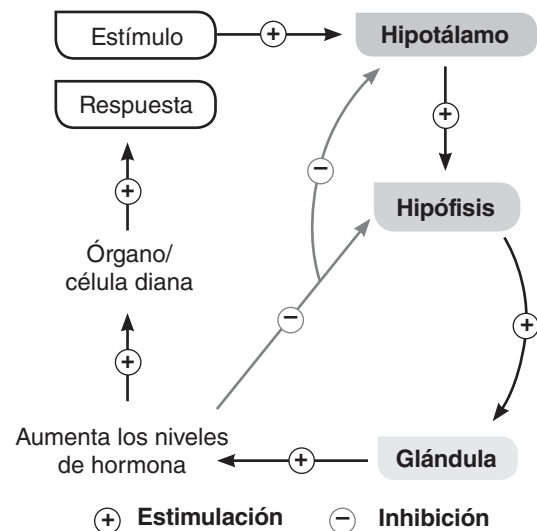 Estímulo
+
Hipotálamo
Respuesta
+
−
+
Hipófisis
Órgano/
célula diana
−
+
+
Aumenta los niveles
de hormona
+
Glándula
+ Estimulación
− Inhibición